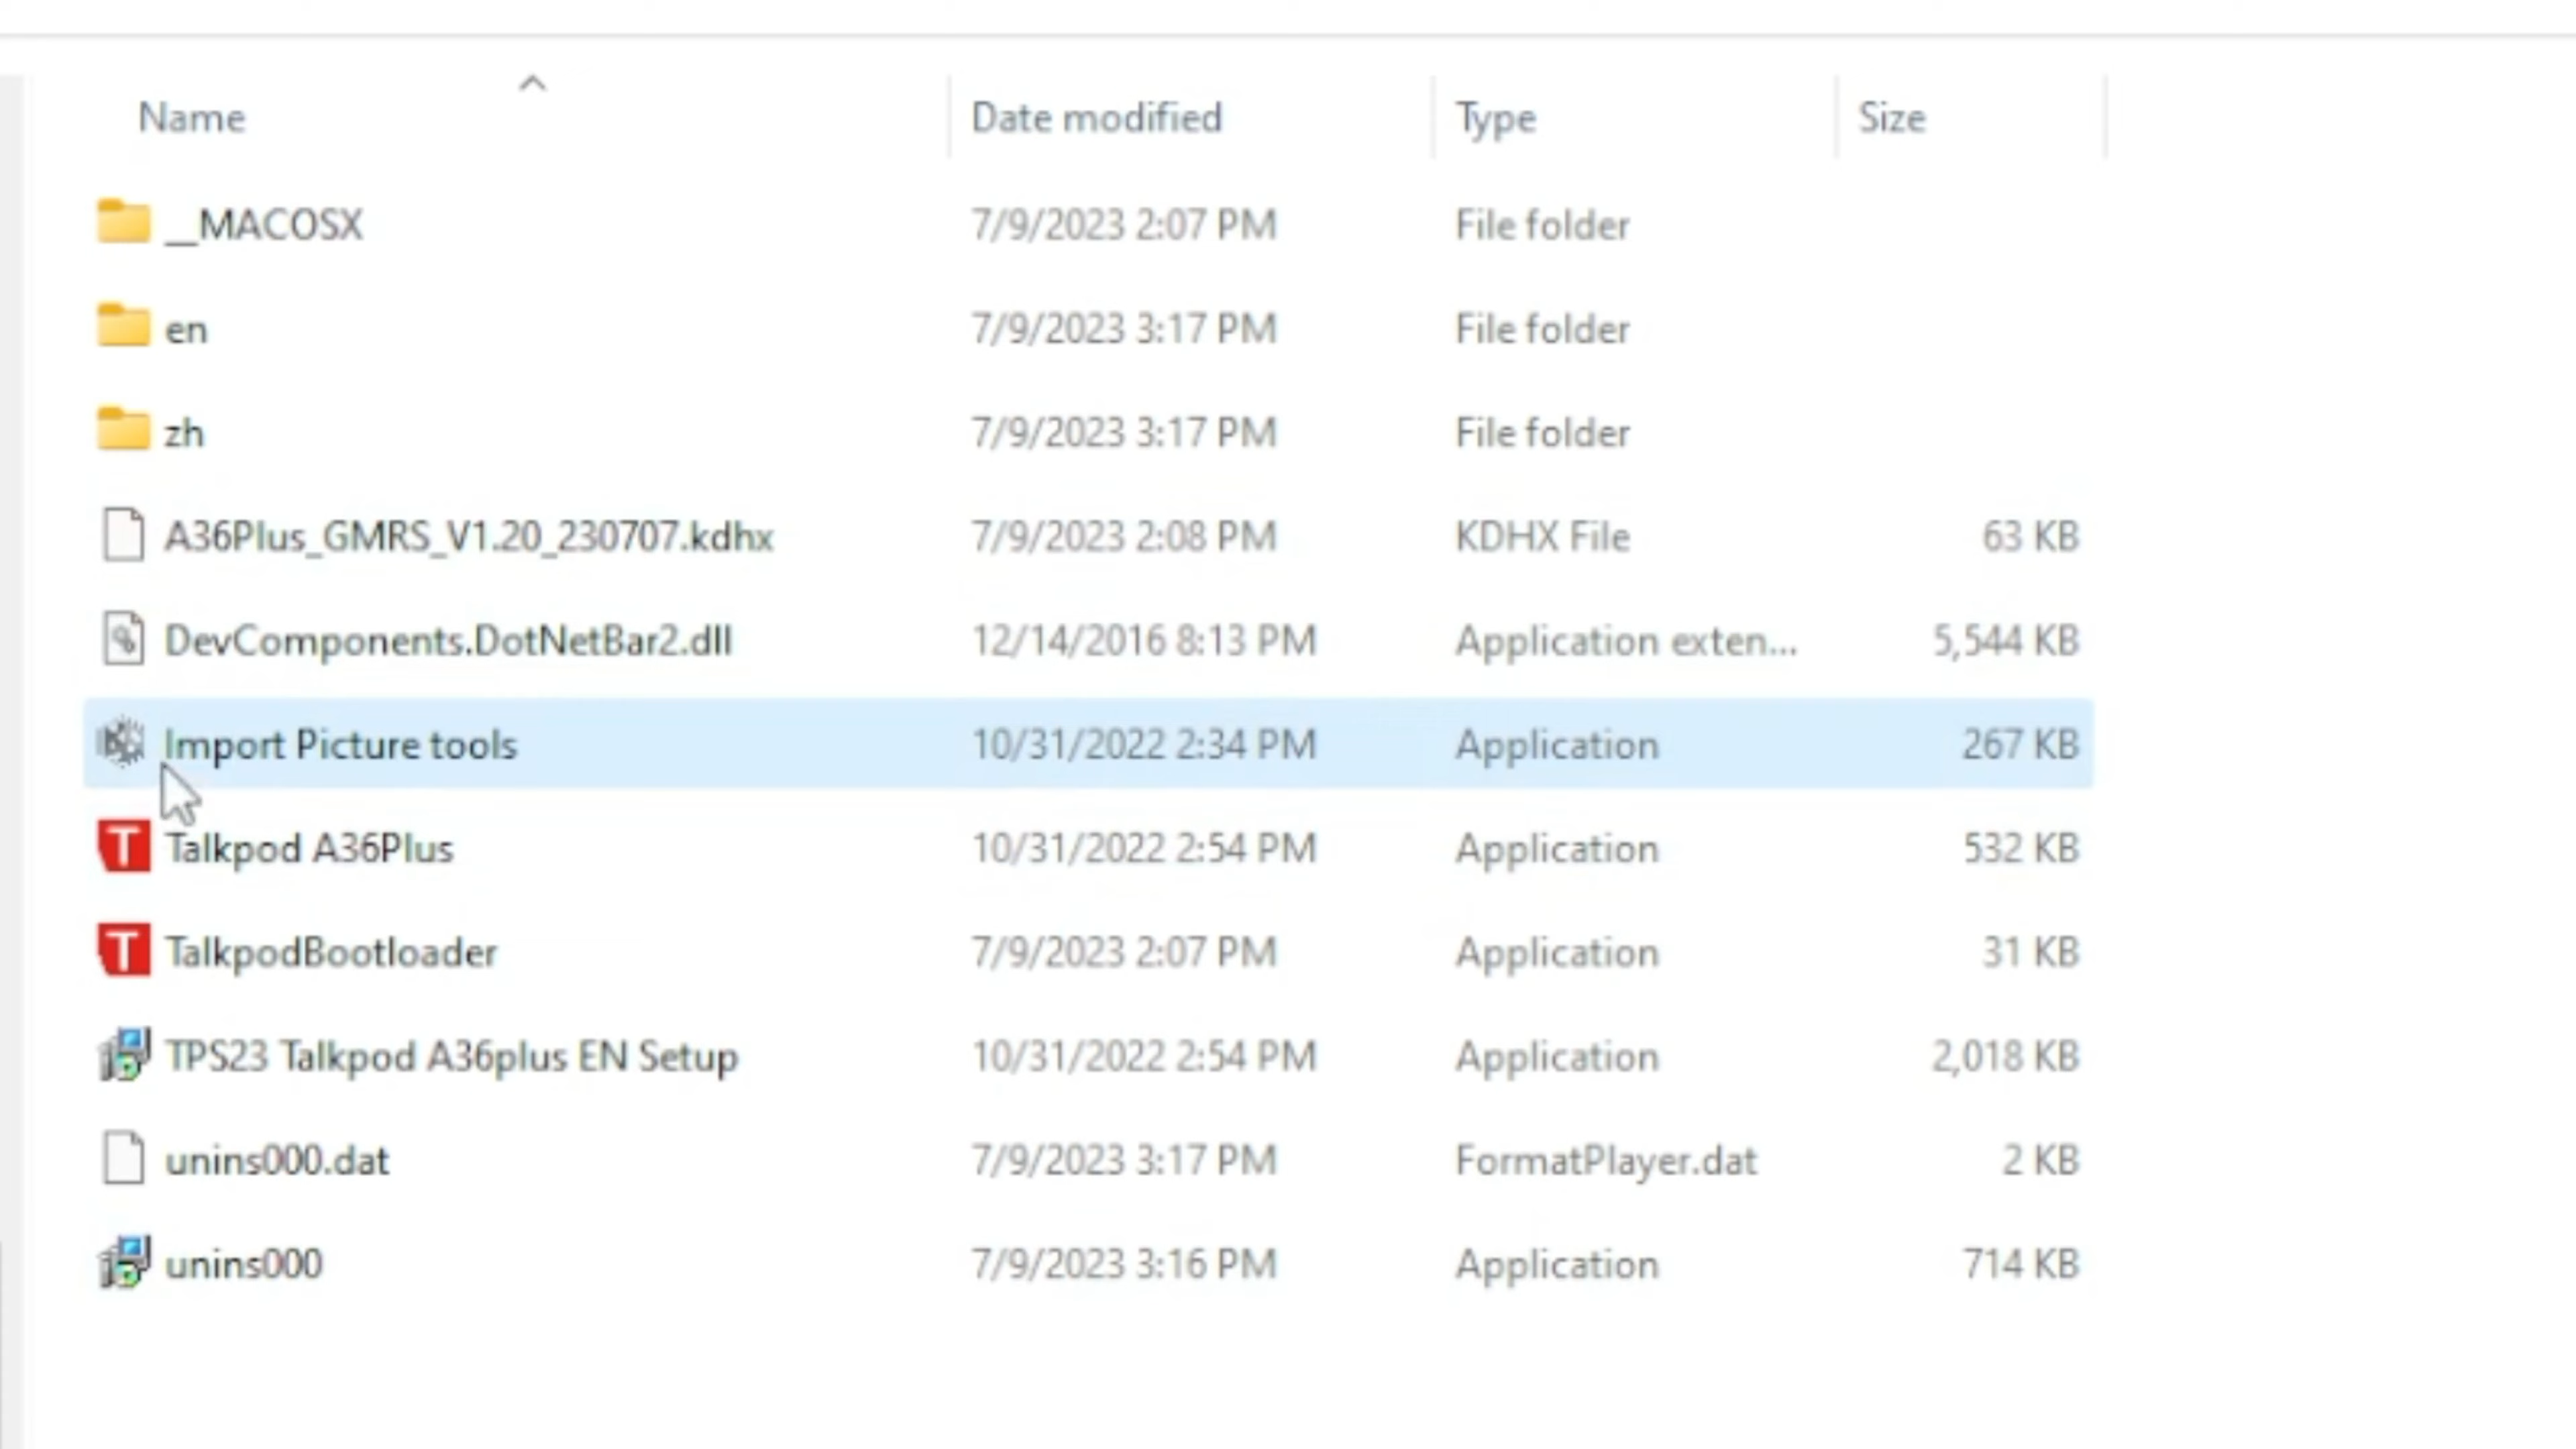 Name Date modified Type Size
__MACOSX 7/9/2023 2:07 PM File folder
en 7/9/2023 3:17 PM File folder
zh 7/9/2023 3:17 PM File folder
A36Plus_GMRS_V1.20_230707.kdhx 7/9/2023 2:08 PM KDHX File 63 KB
DevComponents.DotNetBar2.dll 12/14/2016 8:13 PM Application exten... 5,544 KB
Import Picture tools 10/31/2022 2:34 PM Application 267 KB
Talkpod A36Plus 10/31/2022 2:54 PM Application 532 KB
TalkpodBootloader 7/9/2023 2:07 PM Application 31 KB
TPS23 Talkpod A36plus EN Setup 10/31/2022 2:54 PM Application 2,018 KB
unins000.dat 7/9/2023 3:17 PM FormatPlayer.dat 2 KB
unins000 7/9/2023 3:16 PM Application 714 KB